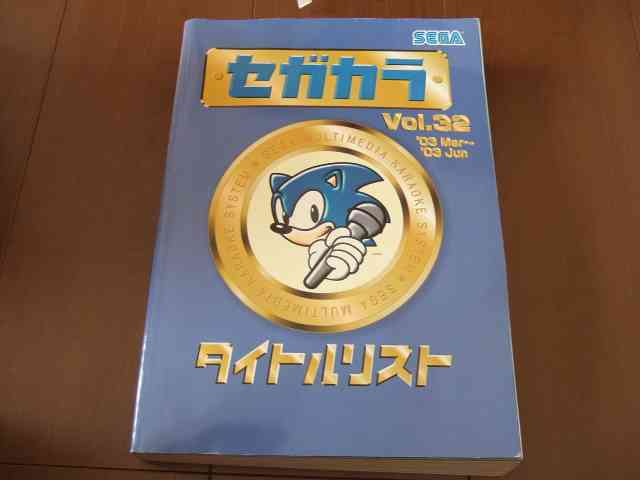 SEGA
セガカラ
Vol.32
'03 Mar〜
'03 Jun
SEGA MULTIMEDIA KARAOKE SYSTEM ★ SEGA MULTIMEDIA KARAOKE SYSTEM ★
タイトルリスト